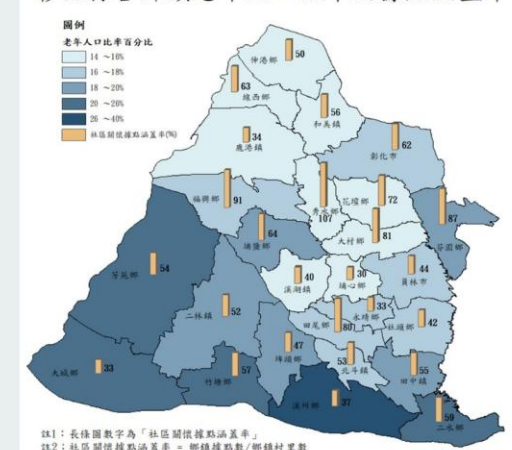 圖例
老年人口比率百分比
14 ～16%
16 ～18%
18 ～20%
20 ～26%
26 ～40%
社區關懷據點涵蓋率(%)
伸港鄉
50
線西鄉
63
和美鎮
56
鹿港鎮
34
彰化市
62
福興鄉
91
秀水鄉
107
花壇鄉
72
芬園鄉
87
大村鄉
81
埔鹽鄉
64
芳苑鄉
54
溪湖鎮
40
埔心鄉
30
員林市
44
二林鎮
52
田尾鄉
80
永靖鄉
33
社頭鄉
42
埤頭鄉
47
北斗鎮
53
田中鎮
55
大城鄉
33
竹塘鄉
57
溪州鄉
37
二水鄉
59
註1：長條圖數字為「社區關懷據點涵蓋率」
註2：社區關懷據點涵蓋率 = 鄉鎮據點數/鄉鎮村里數